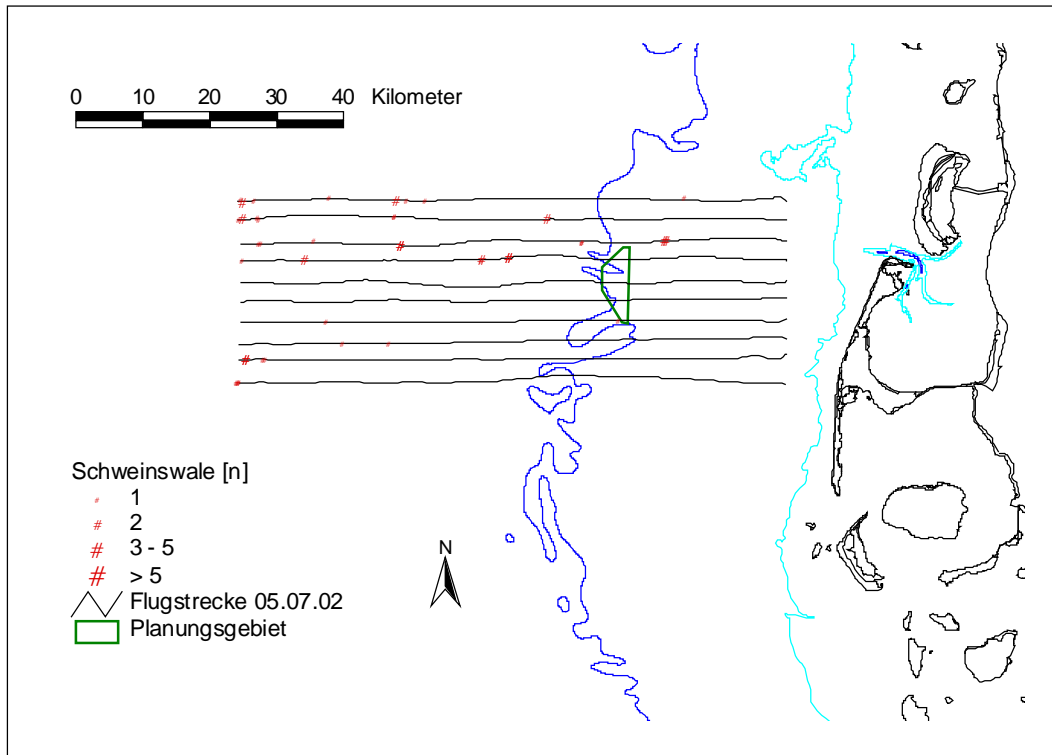 0 10 20 30 40 Kilometer
Schweinswale [n]
1
2
3 - 5
> 5
N
Flugstrecke 05.07.02
Planungsgebiet